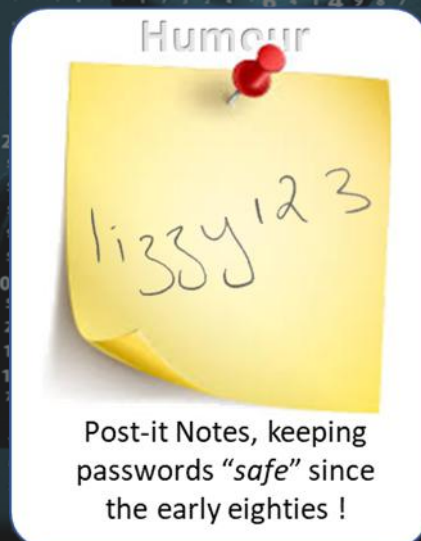 Humour
lizzy123
Post-it Notes, keeping
passwords “safe” since
the early eighties !